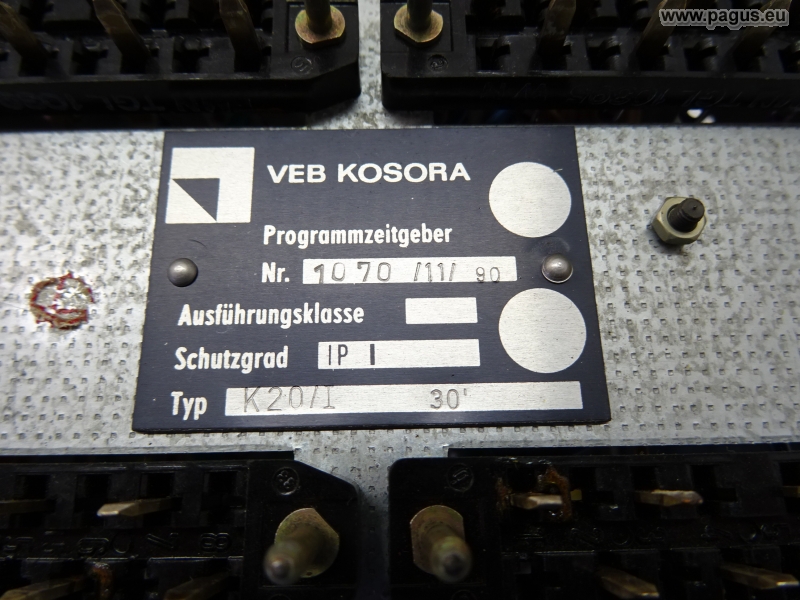 www.pagus.eu
VEB KOSORA
Programmzeitgeber
Nr. 1070 /11/ 90
Ausführungsklasse
Schutzgrad IP I
Typ K20/I 30'